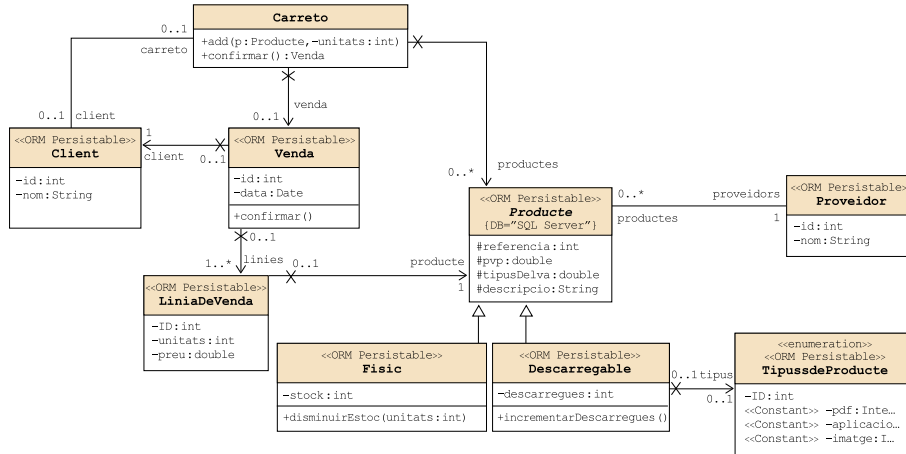 Carreto
+add(p:Producte,-unitats:int)
+confirmar():Venda
0..1
carreto
0..1 client
venda
0..1
<<ORM Persistable>>
Client
-id:int
-nom:String
1
client
0..1
<<ORM Persistable>>
Venda
-id:int
-data:Date
+confirmar()
0..1
1..* linies
productes
0..*
<<ORM Persistable>>
Producte
{DB="SQL Server"}
#referencia:int
#pvp:double
#tipusDelva:double
#descripcio:String
0..*
productes
proveidors
1
<<ORM Persistable>
Proveidor
-id:int
-nom:String
<<ORM Persistable>>
LiniaDeVenda
-ID:int
-unitats:int
-preu:double
0..1
producte
1
<<ORM Persistable>>
Fisic
-stock:int
+disminuirEstoc(unitats:int)
<<ORM Persistable>>
Descarregable
-descarregues:int
+incrementarDescarregues()
0..1 tipus
0..1
<<enumeration>>
<<ORM Persistable>>
TipussdeProducte
-ID:int
<<Constant>> -pdf:Inte…
<<Constant>> -aplicacio…
<<Constant>> -imatge:I…